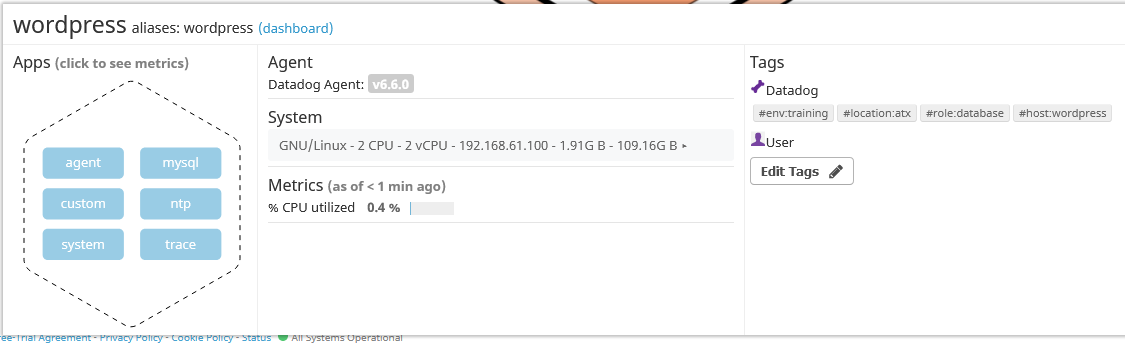 wordpress aliases: wordpress (dashboard)
Apps (click to see metrics)
agent
mysql
custom
ntp
system
trace
Agent
Datadog Agent: v6.6.0
System
GNU/Linux - 2 CPU - 2 vCPU - 192.168.61.100 - 1.91G B - 109.16G B ▸
Metrics (as of < 1 min ago)
% CPU utilized 0.4 %
Tags
Datadog
#env:training #location:atx #role:database #host:wordpress
User
Edit Tags
ee-Trial Agreement - Privacy Policy - Cookie Policy - Status All Systems Operational